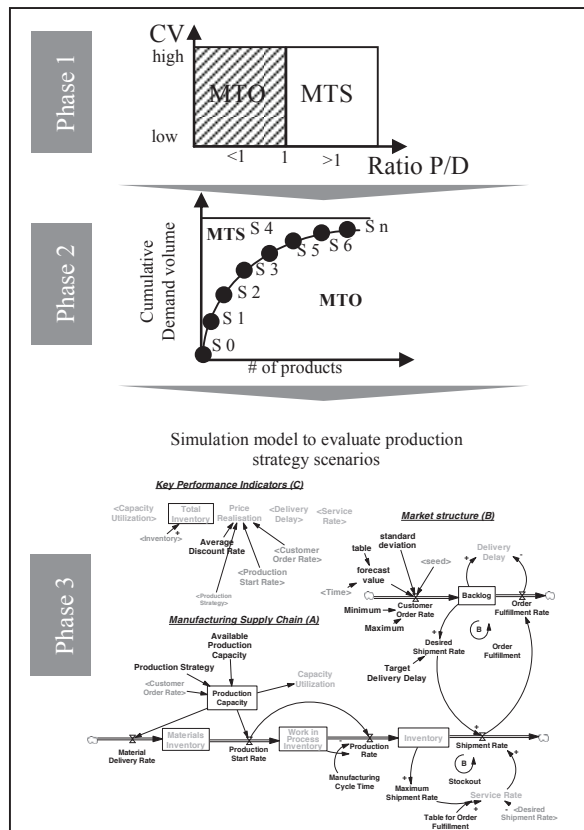 Phase 1
CV
high
low
MTO
MTS
<1
1
>1
Ratio P/D
Phase 2
Cumulative
Demand volume
MTS
S 4
S n
S 6
S 5
S 3
S 2
S 1
S 0
MTO
# of products
Phase 3
Simulation model to evaluate production
strategy scenarios
Key Performance Indicators (C)
<Capacity
Utilization>
Total
Inventory
Price
Realisation
<Delivery
Delay>
<Service
Rate>
+
<Inventory>
Average
Discount Rate
<Customer
Order Rate>
<Production
Start Rate>
<Production
Strategy>
Market structure (B)
standard
deviation
table
forecast
value
<seed>
<Time>
Minimum
Maximum
Customer
Order Rate
Backlog
Delivery
Delay
+
-
Order
Fulfillment Rate
B
Order
Fulfillment
+
Desired
Shipment Rate
+
Target
Delivery Delay
-
Manufacturing Supply Chain (A)
Available
Production
Capacity
Production Strategy
<Customer
Order Rate>
Production
Capacity
Capacity
Utilization
Materials
Inventory
Material
Delivery Rate
Production
Start Rate
Work in
Process
Inventory
Production
Rate
-
Manufacturing
Cycle Time
Inventory
+
Shipment Rate
B
Stockout
+
Maximum
Shipment Rate
+
Service Rate
+
-
<Desired
Shipment Rate>
Table for Order
Fulfillment